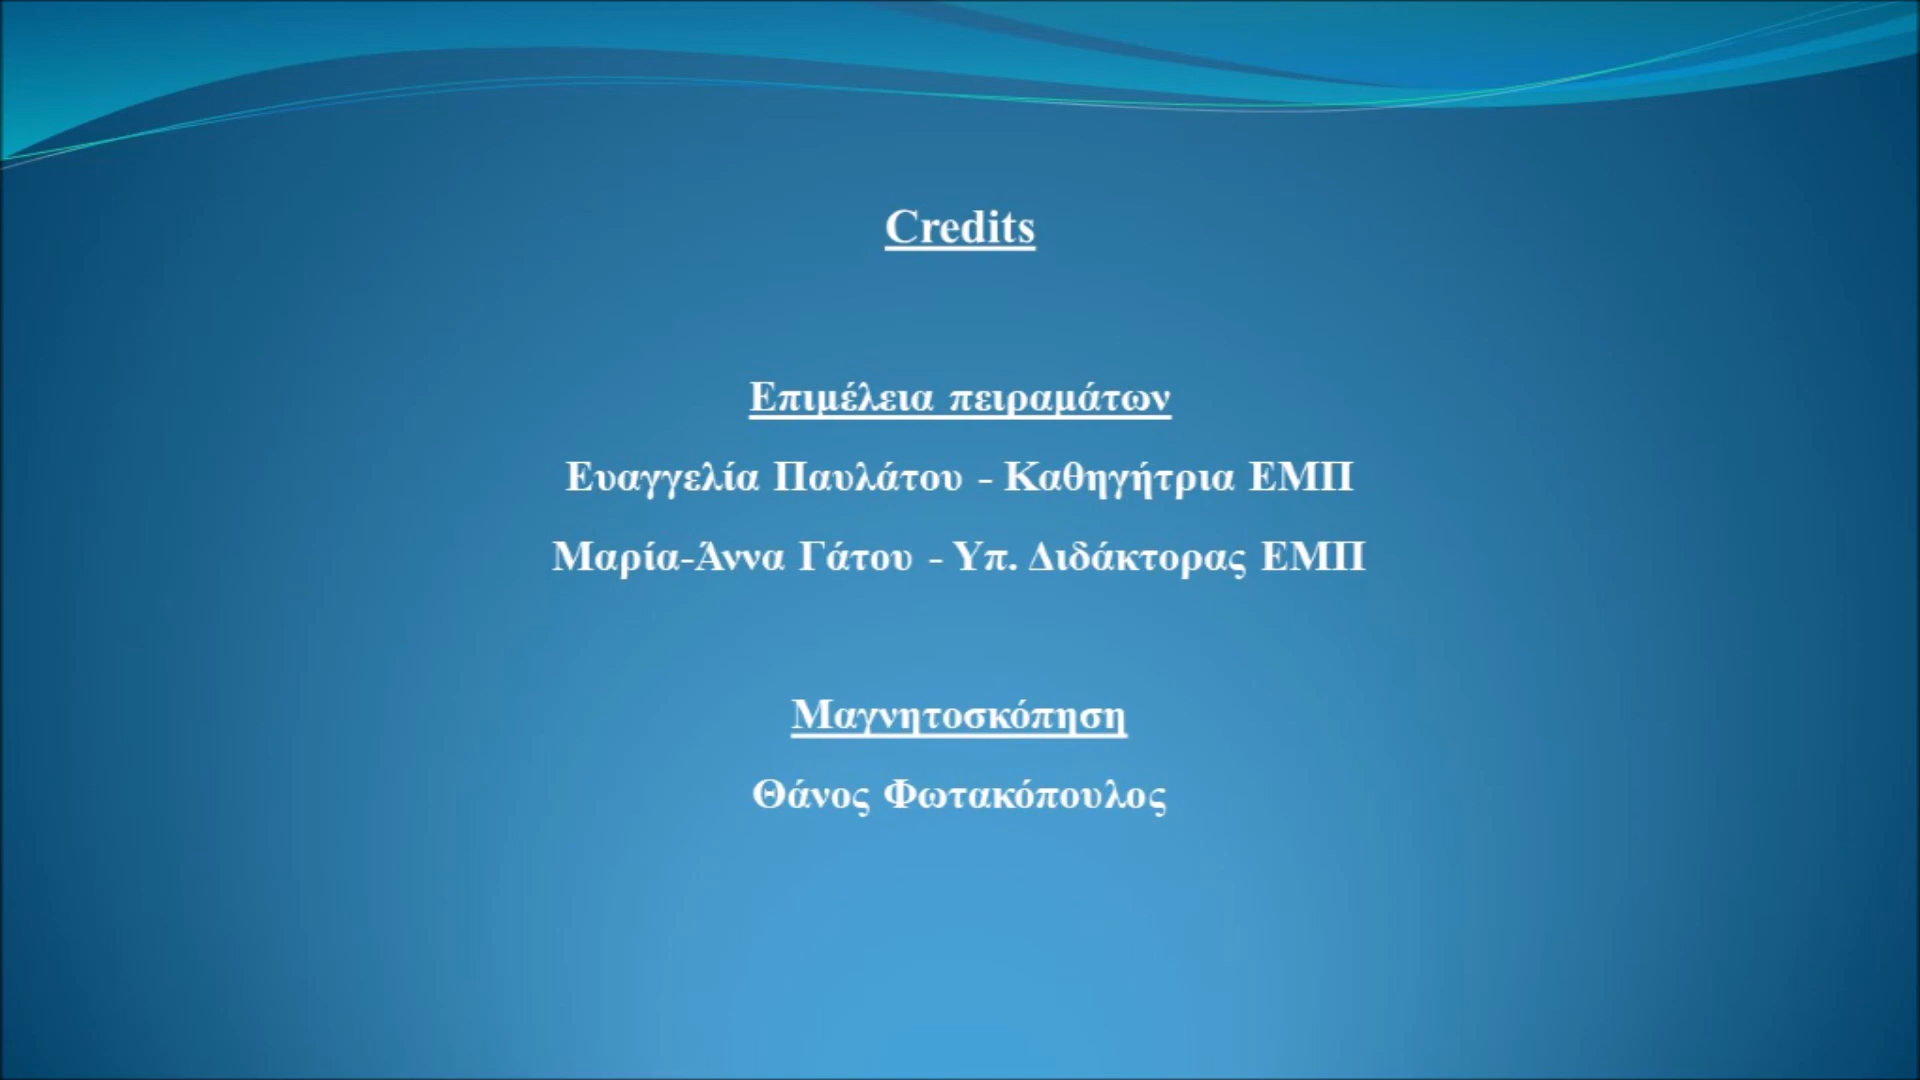 Credits
Επιμέλεια πειραμάτων
Ευαγγελία Παυλάτου - Καθηγήτρια ΕΜΠ
Μαρία-Άννα Γάτου - Υπ. Διδάκτορας ΕΜΠ
Μαγνητοσκόπηση
Θάνος Φωτακόπουλος